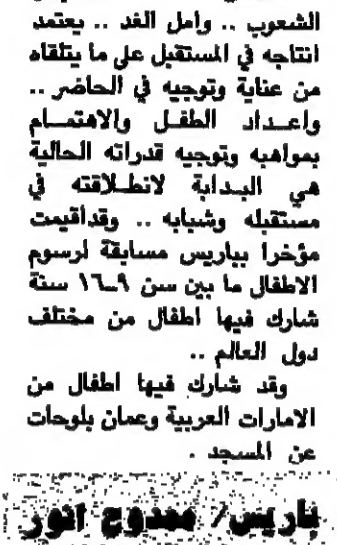 الشعوب .. وامل الغد .. يعتمد
انتاجه في المستقبل على ما يتلقاه
من عناية وتوجيه في الحاضر ..
واعداد الطفل والاهتمام
بمواهبه وتوجيه قدراته الحالية
هي البداية لانطلاقته في
مستقبله وشبابه .. وقداقيمت
مؤخرا بباريس مسابقة لرسوم
الاطفال ما بين سن ٩ـ١٦ سنة
شارك فيها اطفال من مختلف
دول العالم ..
وقد شارك فيها اطفال من
الامارات العربية وعمان بلوحات
عن المسجد .
باريس/ ممدوح انور